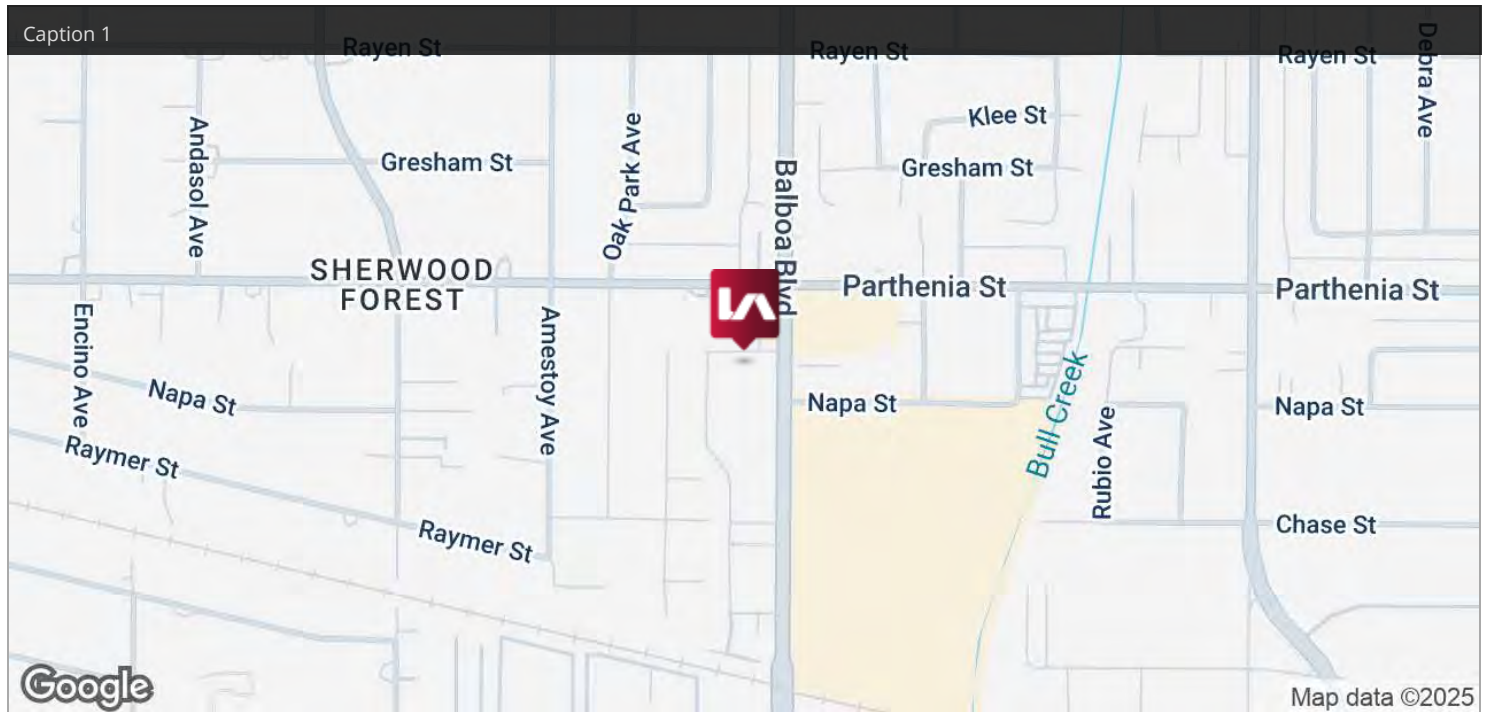 Caption 1
Rayen St
Rayen St
Rayen St
Debra Ave
Klee St
Andasol Ave
Oak Park Ave
Gresham St
Gresham St
Balboa Blvd
SHERWOOD
FOREST
Parthenia St
Parthenia St
LA
Encino Ave
Amestoy Ave
Napa St
Napa St
Napa St
Bull Creek
Rubio Ave
Raymer St
Raymer St
Chase St
Google
Map data ©2025